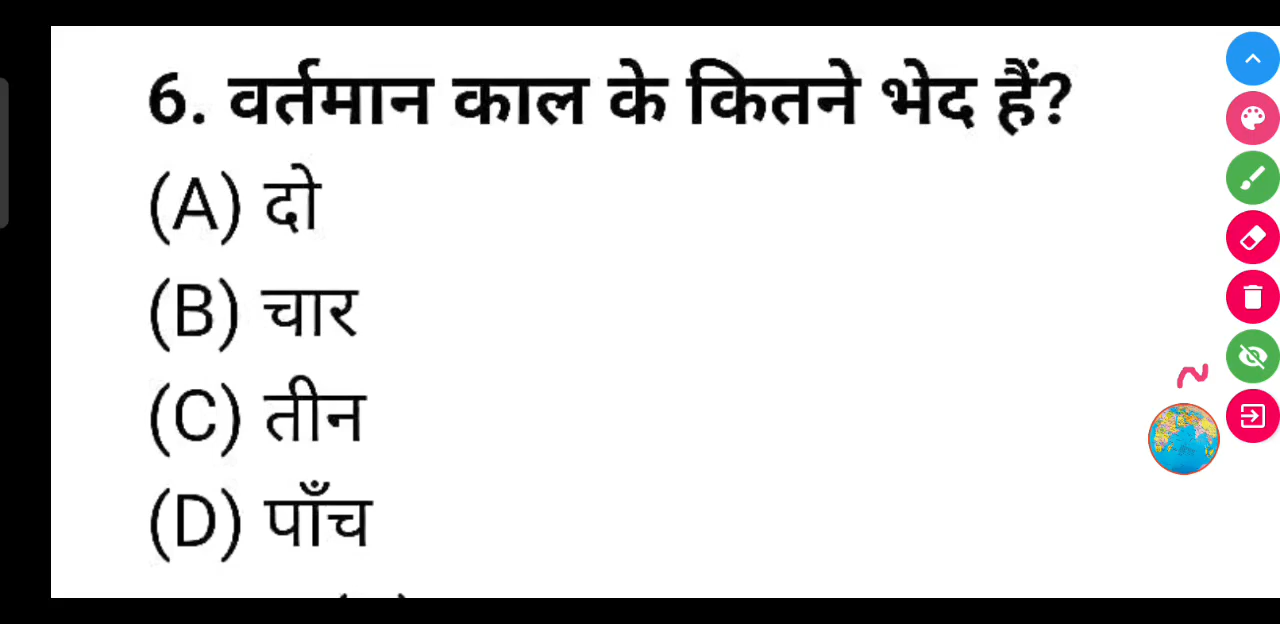 6. वर्तमान काल के कितने भेद हैं?
(A) दो
(B) चार
(C) तीन
(D) पाँच